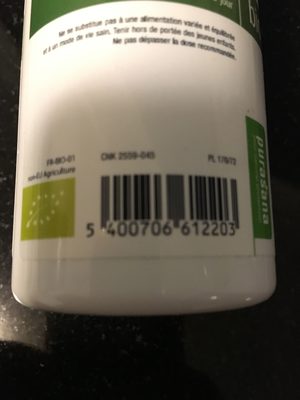 jour
Ne se substitue pas à une alimentation variée et équilibrée
et à un mode de vie sain. Tenir hors de portée des jeunes enfants.
Ne pas dépasser la dose recommandée.
FR-BIO-01
non-EU Agriculture
CNK 2559-045
PL 176/72
5 400706 612203
purasana